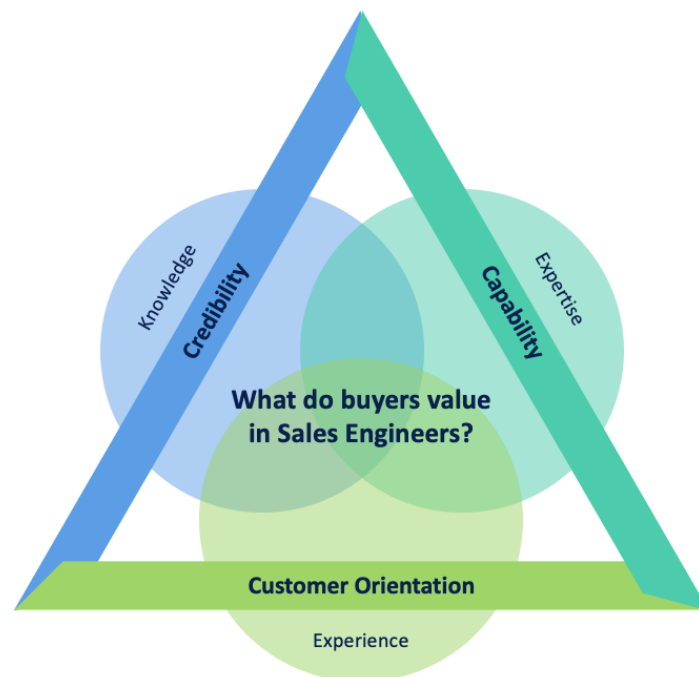 Knowledge
Credibility
Expertise
Capability
What do buyers value
in Sales Engineers?
Customer Orientation
Experience